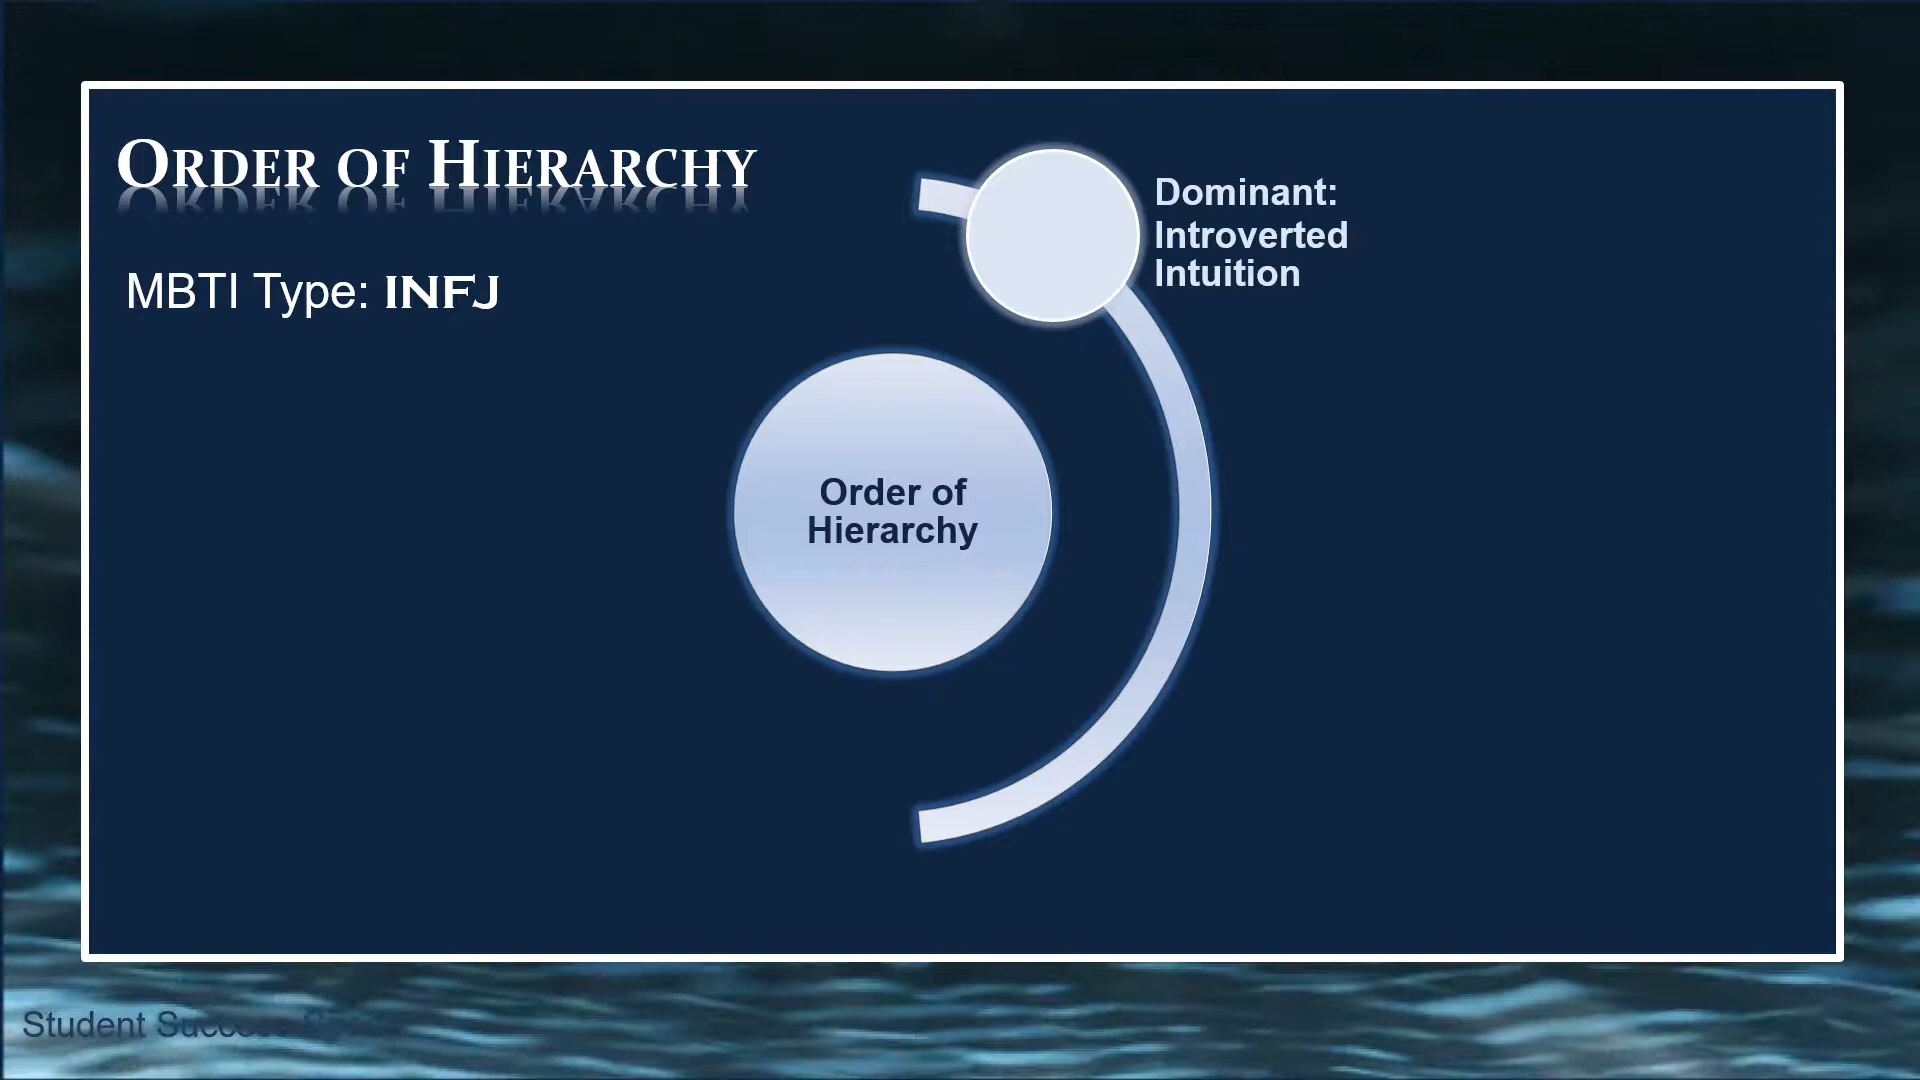 Order of Hierarchy
MBTI Type: INFJ
Dominant:
Introverted
Intuition
Order of
Hierarchy
Student Success